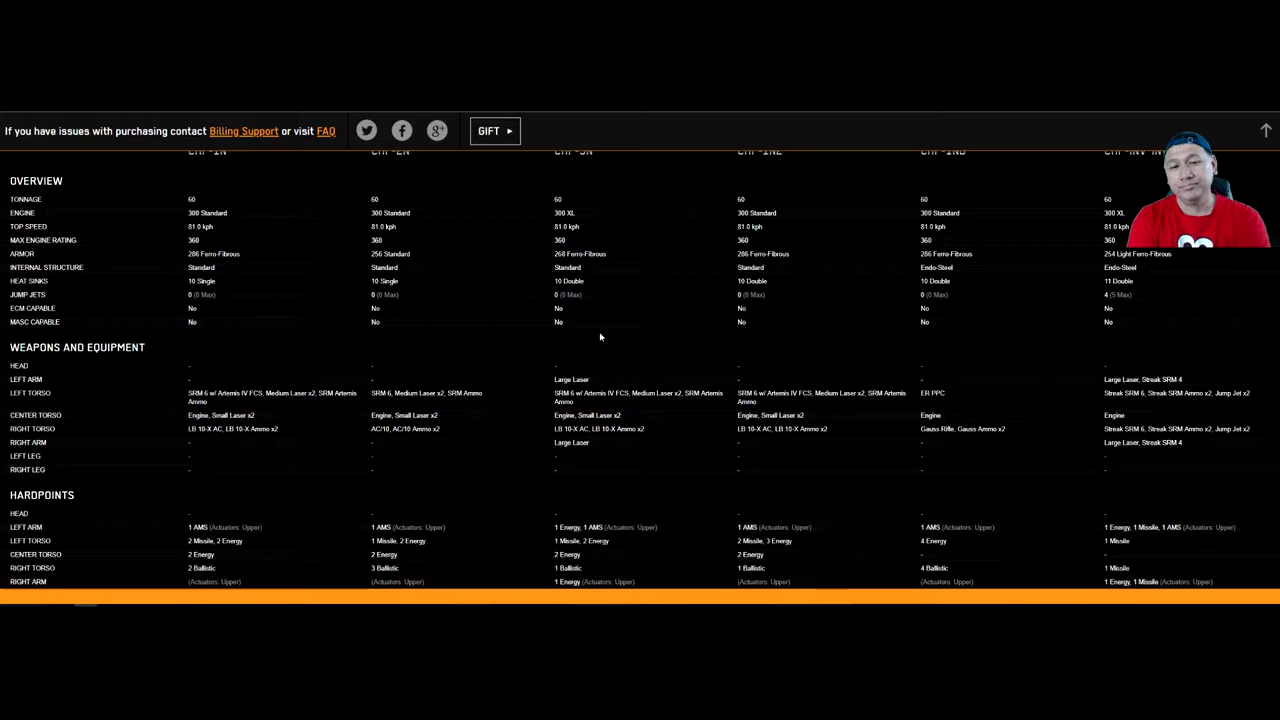 If you have issues with purchasing contact Billing Support or visit FAQ GIFT
OVERVIEW
TONNAGE 60 60 60 60 60 60
ENGINE 300 Standard 300 Standard 300 XL 300 Standard 300 Standard 300 XL
TOP SPEED 81.0 kph 81.0 kph 81.0 kph 81.0 kph 81.0 kph 81.0 kph
MAX ENGINE RATING 360 360 360 360 360 360
ARMOR 286 Ferro-Fibrous 256 Standard 268 Ferro-Fibrous 286 Ferro-Fibrous 286 Ferro-Fibrous 254 Light Ferro-Fibrous
INTERNAL STRUCTURE Standard Standard Standard Standard Endo-Steel Endo-Steel
HEAT SINKS 10 Single 10 Single 10 Double 10 Double 10 Double 11 Double
JUMP JETS 0 (0 Max) 0 (0 Max) 0 (0 Max) 0 (0 Max) 0 (0 Max) 4 (5 Max)
ECM CAPABLE No No No No No No
MASC CAPABLE No No No No No No
WEAPONS AND EQUIPMENT
HEAD - - - - - -
LEFT ARM - - Large Laser - - Large Laser, Streak SRM 4
LEFT TORSO SRM 6 w/ Artemis IV FCS, Medium Laser x2, SRM Artemis SRM 6, Medium Laser x2, SRM Ammo SRM 6 w/ Artemis IV FCS, Medium Laser x2, SRM Artemis SRM 6 w/ Artemis IV FCS, Medium Laser x2, SRM Artemis ER PPC Streak SRM 6, Streak SRM Ammo x2, Jump Jet x2
Ammo Ammo Ammo
CENTER TORSO Engine, Small Laser x2 Engine, Small Laser x2 Engine, Small Laser x2 Engine, Small Laser x2 Engine Engine
RIGHT TORSO LB 10-X AC, LB 10-X Ammo x2 AC/10, AC/10 Ammo x2 LB 10-X AC, LB 10-X Ammo x2 LB 10-X AC, LB 10-X Ammo x2 Gauss Rifle, Gauss Ammo x2 Streak SRM 6, Streak SRM Ammo x2, Jump Jet x2
RIGHT ARM - - Large Laser - - Large Laser, Streak SRM 4
LEFT LEG - - - - - -
RIGHT LEG - - - - - -
HARDPOINTS
HEAD - - - - - -
LEFT ARM 1 AMS (Actuators: Upper) 1 AMS (Actuators: Upper) 1 Energy, 1 AMS (Actuators: Upper) 1 AMS (Actuators: Upper) 1 AMS (Actuators: Upper) 1 Energy, 1 Missile, 1 AMS (Actuators: Upper)
LEFT TORSO 2 Missile, 2 Energy 1 Missile, 2 Energy 1 Missile, 2 Energy 2 Missile, 3 Energy 4 Energy 1 Missile
CENTER TORSO 2 Energy 2 Energy 2 Energy 2 Energy - -
RIGHT TORSO 2 Ballistic 3 Ballistic 1 Ballistic 1 Ballistic 4 Ballistic 1 Missile
RIGHT ARM (Actuators: Upper) (Actuators: Upper) 1 Energy (Actuators: Upper) (Actuators: Upper) (Actuators: Upper) 1 Energy, 1 Missile (Actuators: Upper)